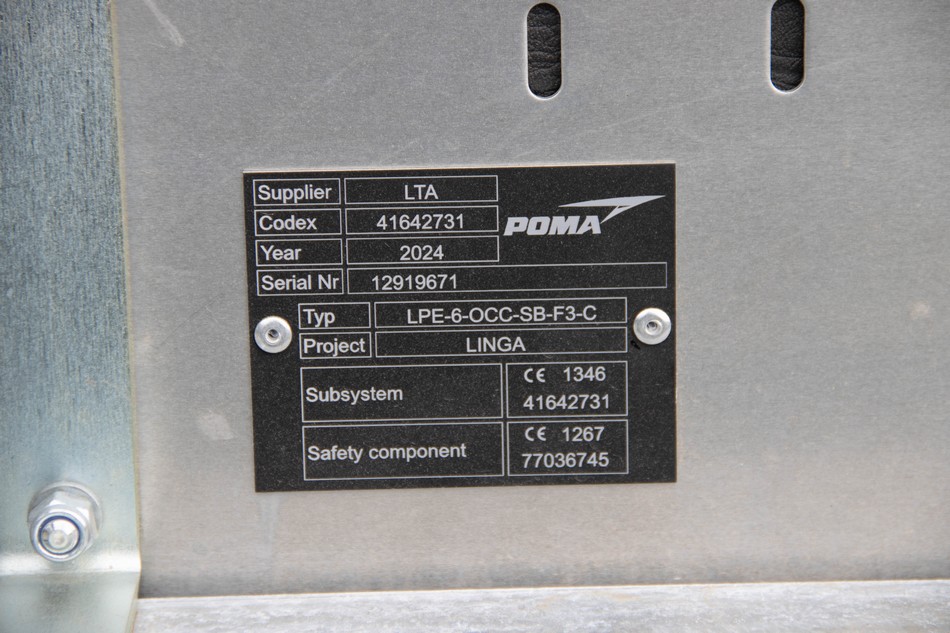 Supplier LTA
Codex 41642731
POMA
Year 2024
Serial Nr 12919671
Typ LPE-6-OCC-SB-F3-C
Project LINGA
Subsystem CE 1346
41642731
Safety component CE 1267
77036745